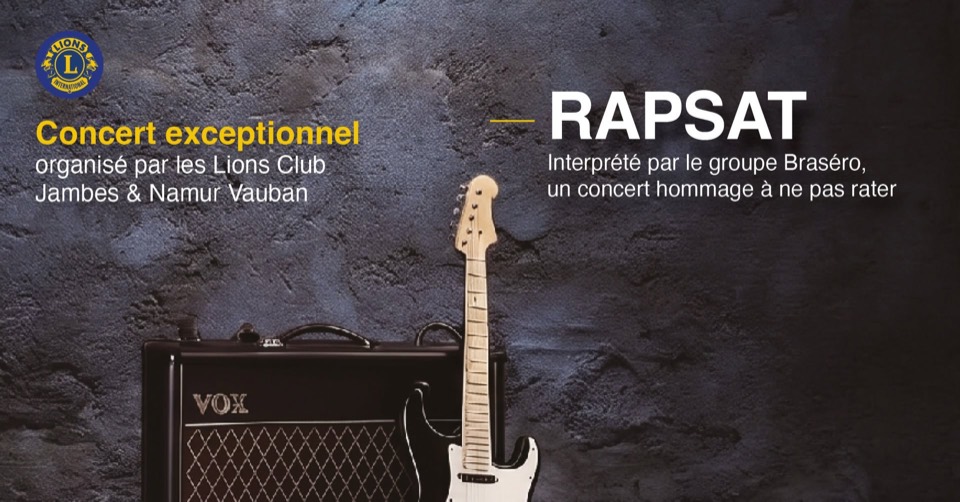 LIONS
L
INTERNATIONAL
Concert exceptionnel
organisé par les Lions Club
Jambes & Namur Vauban
RAPSAT
Interprété par le groupe Braséro,
un concert hommage à ne pas rater
VOX